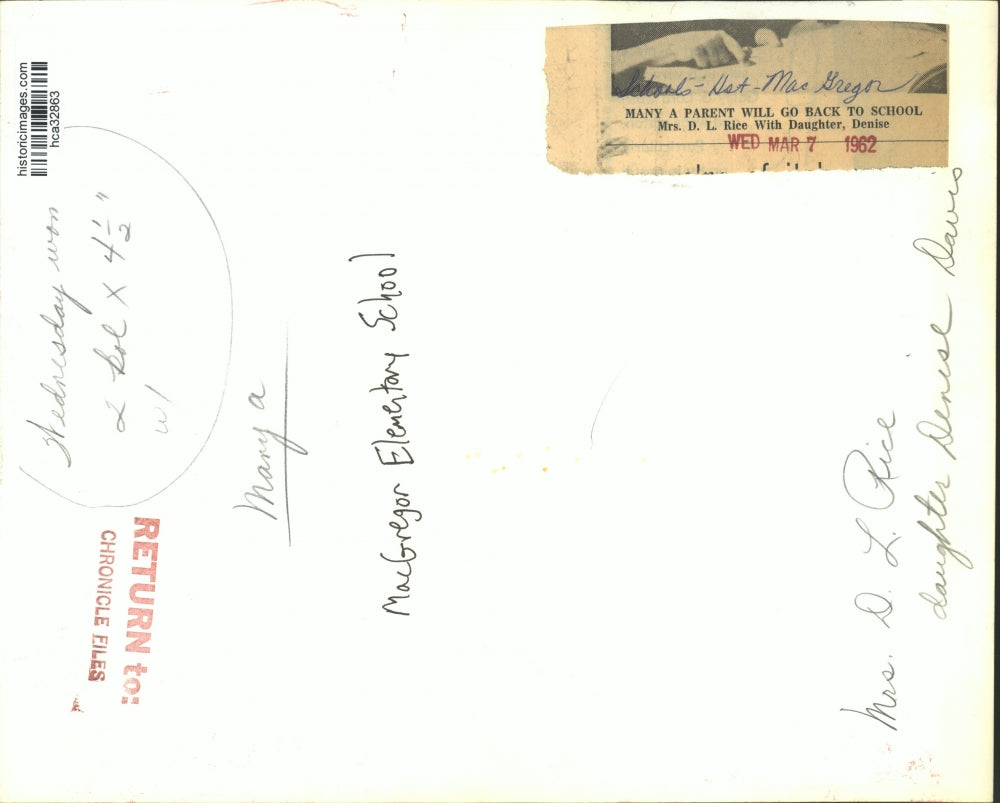 historicimages.com
hca32863
Schools - Hst - MacGregor
MANY A PARENT WILL GO BACK TO SCHOOL
Mrs. D. L. Rice With Daughter, Denise
WED MAR 7 1962
Wednesday won
2 Col x 4 1/2"
w/
Many a
MacGregor Elementary School
Mrs. D. L. Rice
daughter Denise Davis
RETURN to:
CHRONICLE FILES